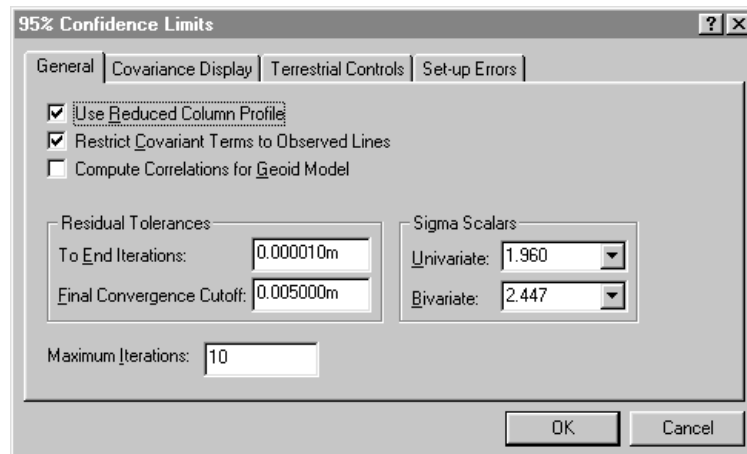 95% Confidence Limits
General Covariance Display Terrestrial Controls Set-up Errors
Use Reduced Column Profile
Restrict Covariant Terms to Observed Lines
Compute Correlations for Geoid Model
Residual Tolerances
To End Iterations: 0.000010m
Final Convergence Cutoff: 0.005000m
Sigma Scalars
Univariate: 1.960
Bivariate: 2.447
Maximum Iterations: 10
OK Cancel